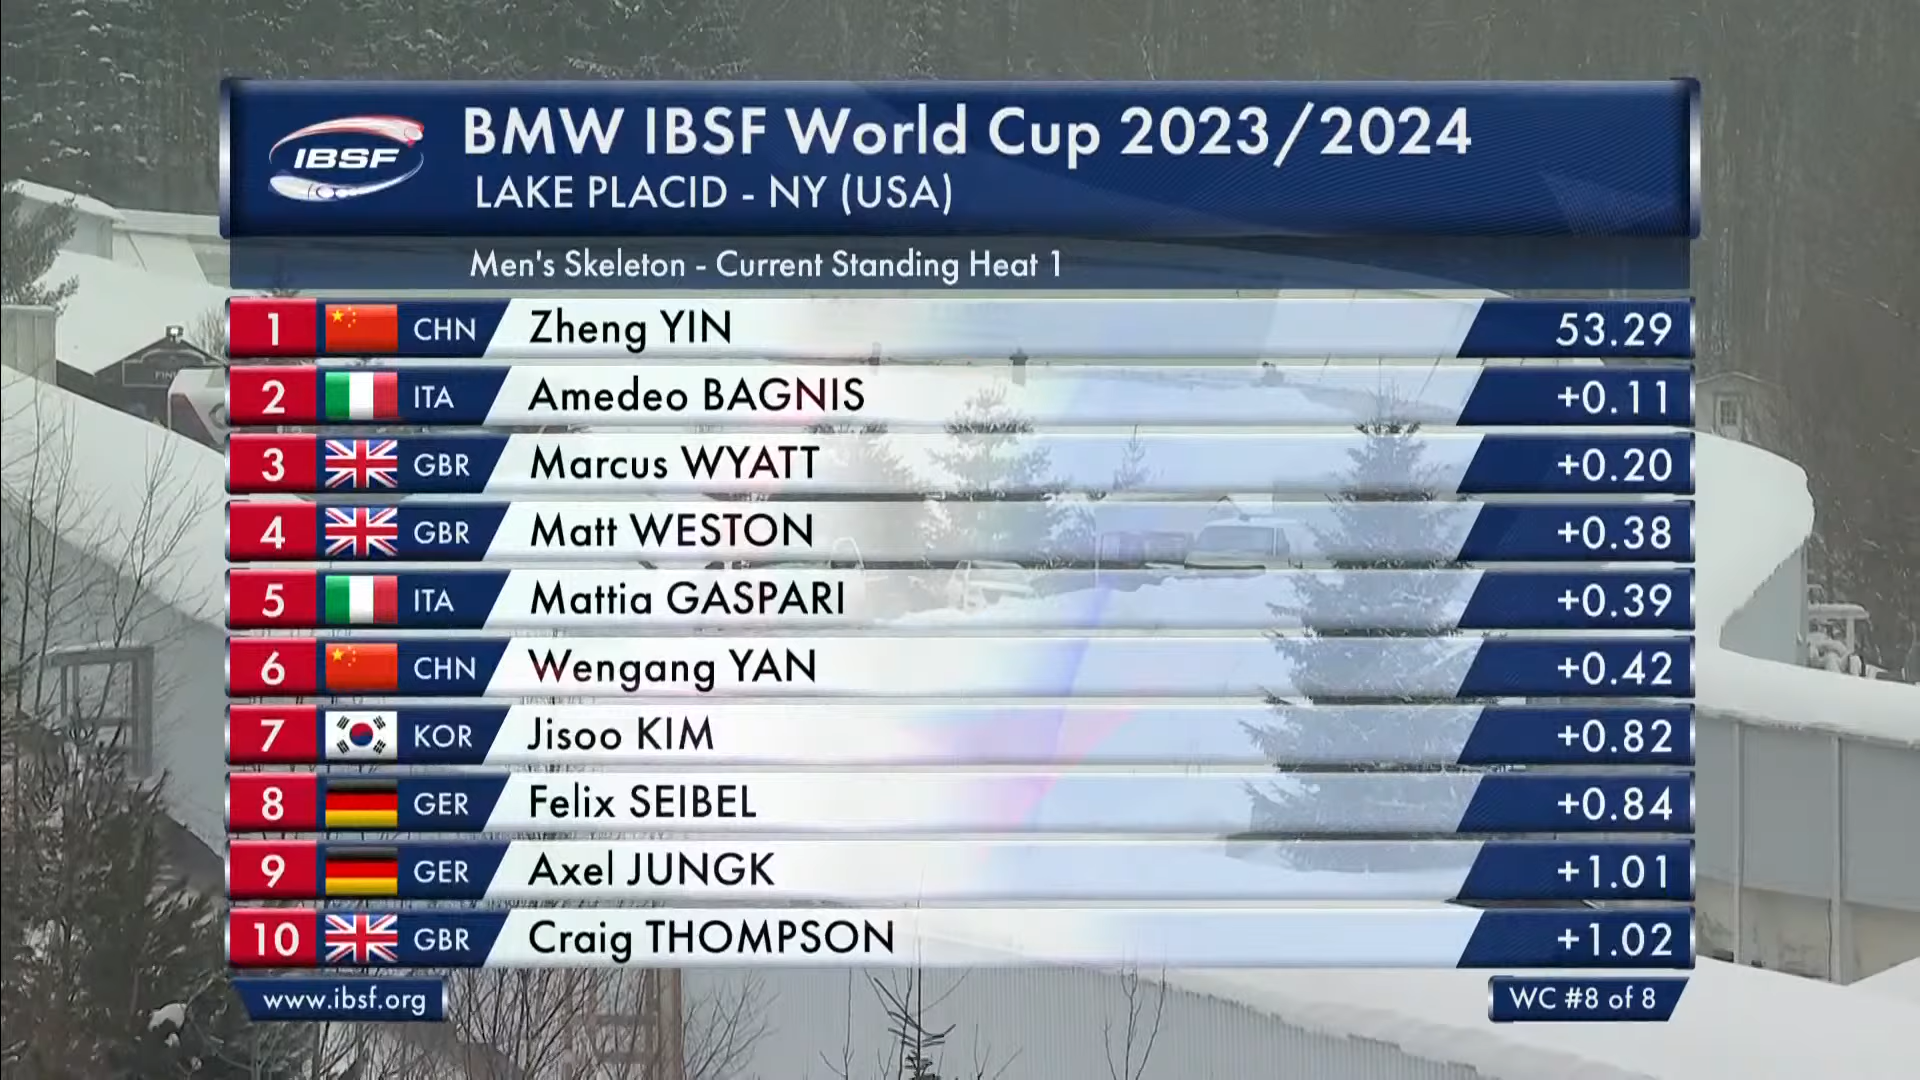 IBSF
BMW IBSF World Cup 2023/2024
LAKE PLACID - NY (USA)
Men's Skeleton - Current Standing Heat 1
1 CHN Zheng YIN 53.29
2 ITA Amedeo BAGNIS +0.11
3 GBR Marcus WYATT +0.20
4 GBR Matt WESTON +0.38
5 ITA Mattia GASPARI +0.39
6 CHN Wengang YAN +0.42
7 KOR Jisoo KIM +0.82
8 GER Felix SEIBEL +0.84
9 GER Axel JUNGK +1.01
10 GBR Craig THOMPSON +1.02
www.ibsf.org WC #8 of 8